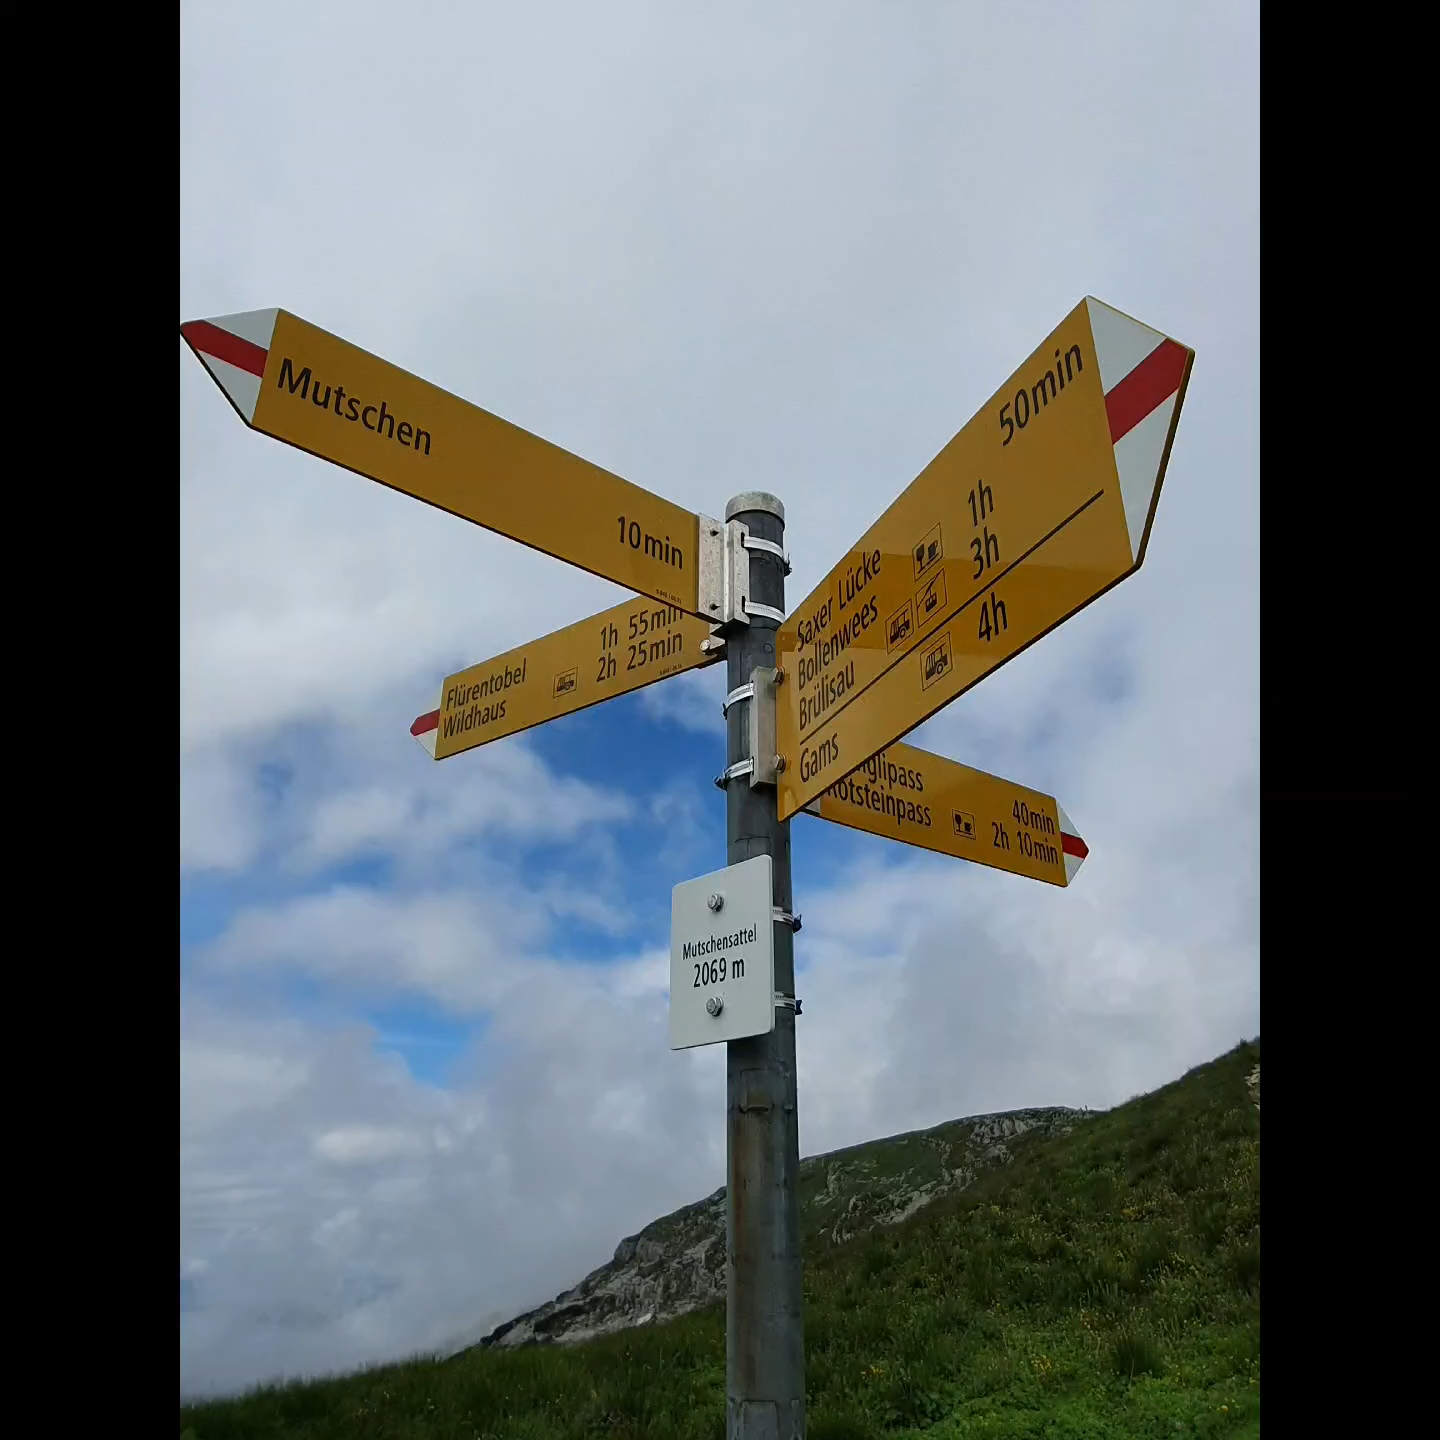 Mutschen
10min
Flürentobel 1h 55min
Wildhaus 2h 25min
Saxer Lücke 50min
Bollenwees 1h
Brülisau 3h
Gams 4h
40min
Rotsteinpass 2h 10min
Mutschensattel
2069 m